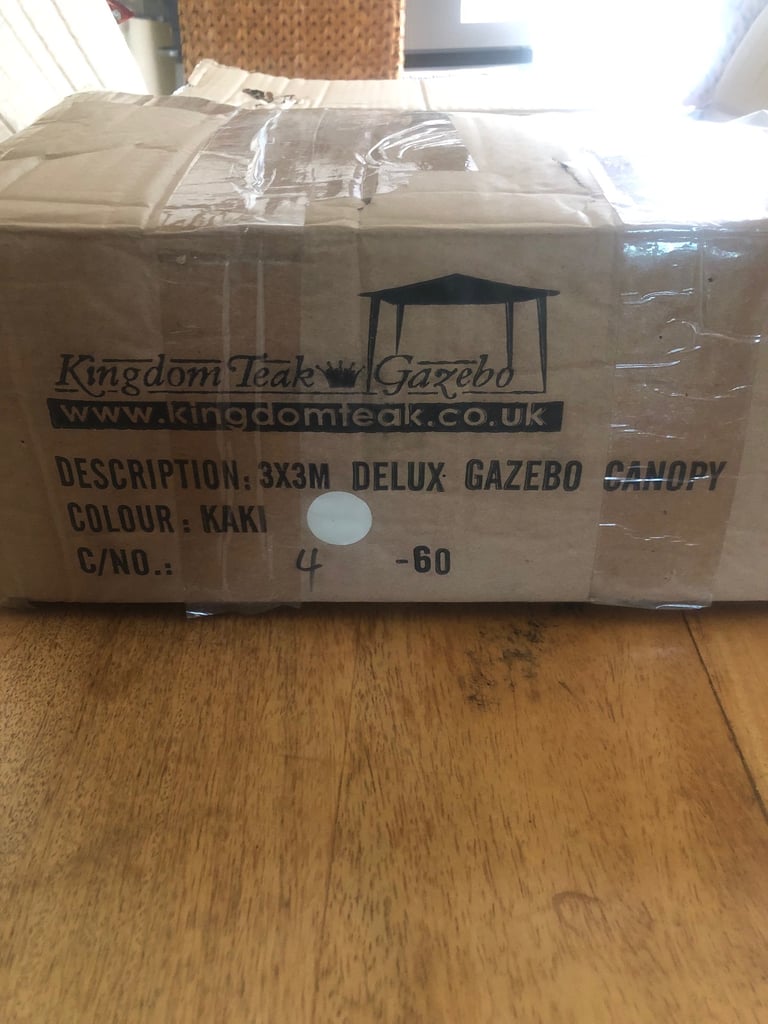 Kingdom Teak Gazebo
www.kingdomteak.co.uk
DESCRIPTION: 3X3M DELUX GAZEBO CANOPY
COLOUR: KAKI
C/NO.: 4 -60